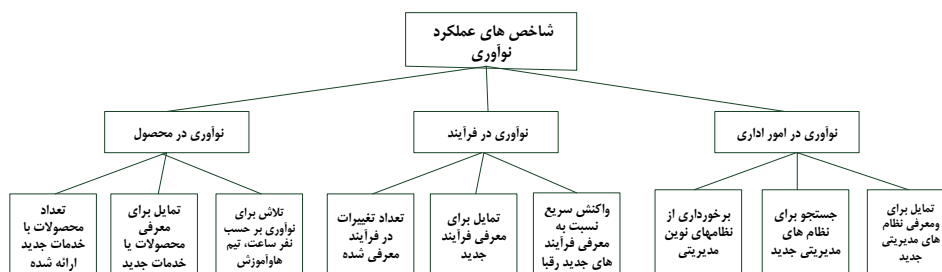 شاخص های عملکرد
نوآوری
نوآوری در امور اداری
نوآوری در فرآیند
نوآوری در محصول
تمایل برای
ومعرفی نظام
های مدیریتی
جدید
جستجو برای
نظام های
مدیریتی جدید
برخورداری از
نظامهای نوین
مدیریتی
واکنش سریع
نسبت به
معرفی فرآیند
های جدید رقبا
تمایل برای
معرفی فرآیند
جدید
تعداد تغییرات
در فرآیند
معرفی شده
تلاش برای
نوآوری بر حسب
نفر ساعت، تیم
هاوآموزش
تمایل برای
معرفی
محصولات یا
خدمات جدید
تعداد
محصولات با
خدمات جدید
ارائه شده